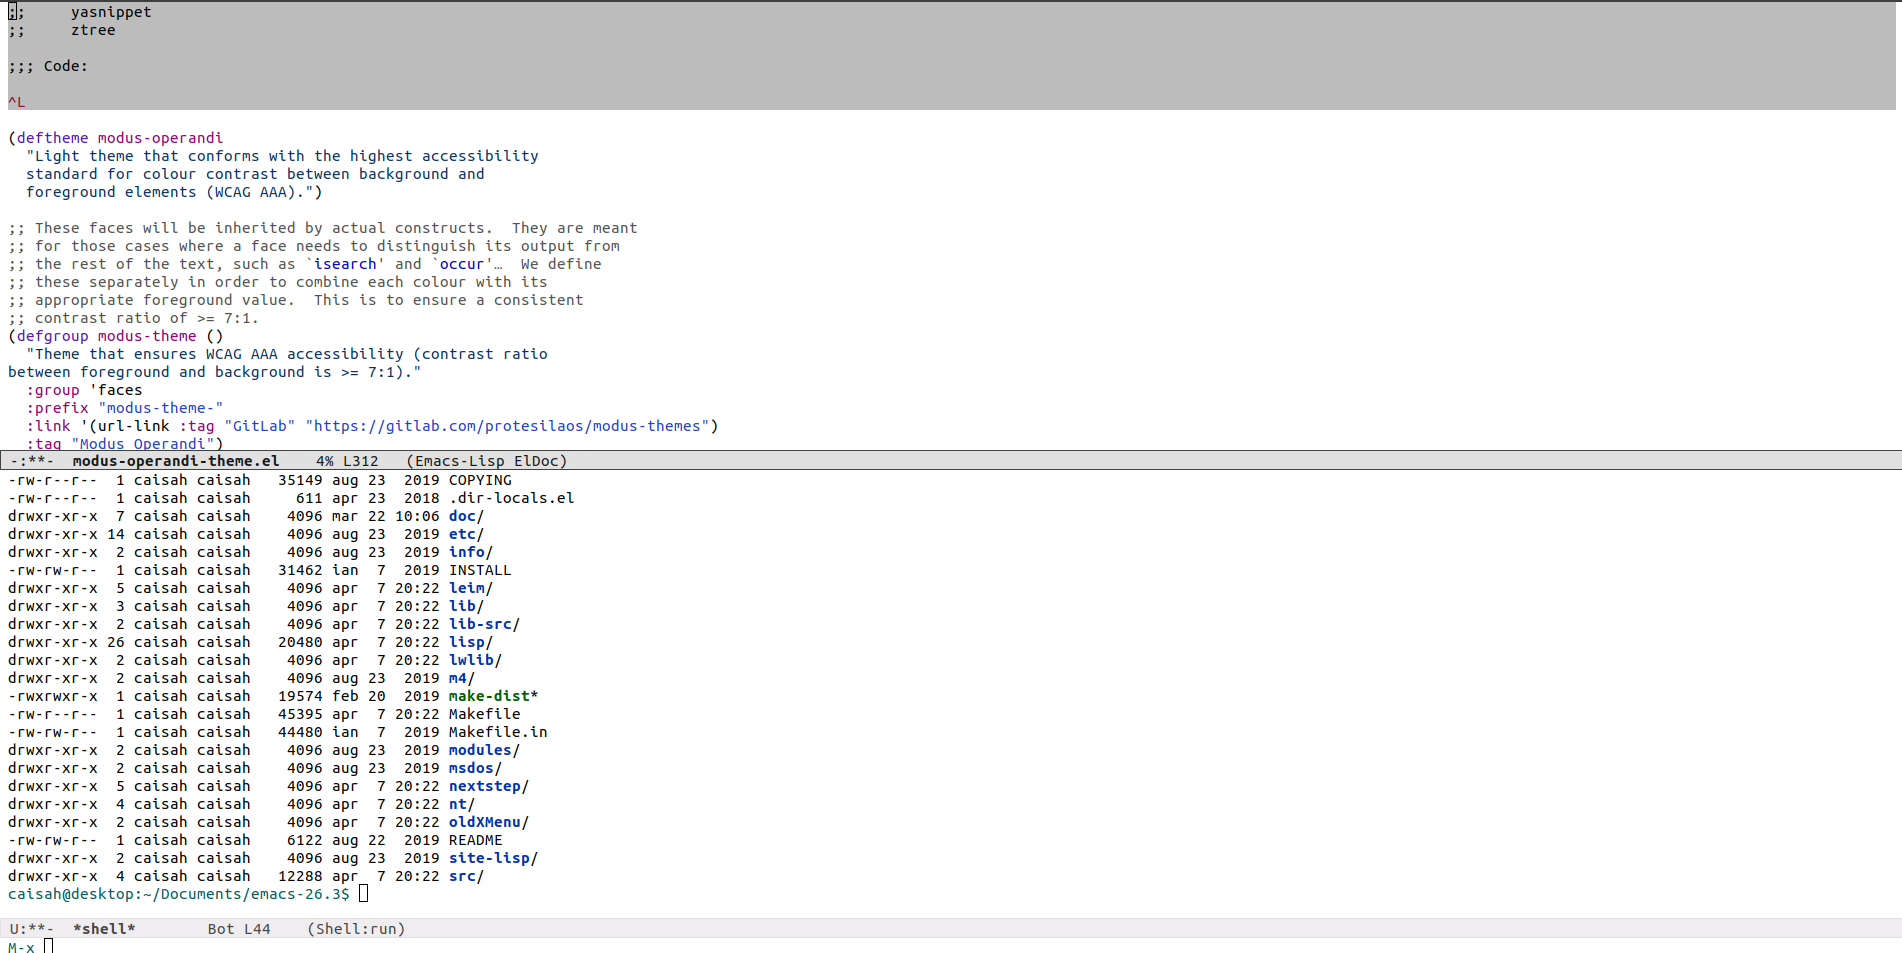 ;;     yasnippet
;;     ztree
;;; Code:
^L
(deftheme modus-operandi
  "Light theme that conforms with the highest accessibility
  standard for colour contrast between background and
  foreground elements (WCAG AAA).")
;; These faces will be inherited by actual constructs.  They are meant
;; for those cases where a face needs to distinguish its output from
;; the rest of the text, such as `isearch' and `occur'…  We define
;; these separately in order to combine each colour with its
;; appropriate foreground value.  This is to ensure a consistent
;; contrast ratio of >= 7:1.
(defgroup modus-theme ()
  "Theme that ensures WCAG AAA accessibility (contrast ratio
between foreground and background is >= 7:1)."
  :group 'faces
  :prefix "modus-theme-"
  :link '(url-link :tag "GitLab" "https://gitlab.com/protesilaos/modus-themes")
  :tag "Modus Operandi")
-:**-  modus-operandi-theme.el    4% L312   (Emacs-Lisp ElDoc)
-rw-r--r--  1 caisah caisah   35149 aug 23  2019 COPYING
-rw-r--r--  1 caisah caisah     611 apr 23  2018 .dir-locals.el
drwxr-xr-x  7 caisah caisah    4096 mar 22 10:06 doc/
drwxr-xr-x 14 caisah caisah    4096 aug 23  2019 etc/
drwxr-xr-x  2 caisah caisah    4096 aug 23  2019 info/
-rw-rw-r--  1 caisah caisah   31462 ian  7  2019 INSTALL
drwxr-xr-x  5 caisah caisah    4096 apr  7 20:22 leim/
drwxr-xr-x  3 caisah caisah    4096 apr  7 20:22 lib/
drwxr-xr-x  2 caisah caisah    4096 apr  7 20:22 lib-src/
drwxr-xr-x 26 caisah caisah   20480 apr  7 20:22 lisp/
drwxr-xr-x  2 caisah caisah    4096 apr  7 20:22 lwlib/
drwxr-xr-x  2 caisah caisah    4096 aug 23  2019 m4/
-rwxrwxr-x  1 caisah caisah   19574 feb 20  2019 make-dist*
-rw-r--r--  1 caisah caisah   45395 apr  7 20:22 Makefile
-rw-rw-r--  1 caisah caisah   44480 ian  7  2019 Makefile.in
drwxr-xr-x  2 caisah caisah    4096 aug 23  2019 modules/
drwxr-xr-x  2 caisah caisah    4096 aug 23  2019 msdos/
drwxr-xr-x  5 caisah caisah    4096 apr  7 20:22 nextstep/
drwxr-xr-x  4 caisah caisah    4096 apr  7 20:22 nt/
drwxr-xr-x  2 caisah caisah    4096 apr  7 20:22 oldXMenu/
-rw-rw-r--  1 caisah caisah    6122 aug 22  2019 README
drwxr-xr-x  2 caisah caisah    4096 aug 23  2019 site-lisp/
drwxr-xr-x  4 caisah caisah   12288 apr  7 20:22 src/
caisah@desktop:~/Documents/emacs-26.3$
U:**-  *shell*        Bot L44    (Shell:run)
M-x